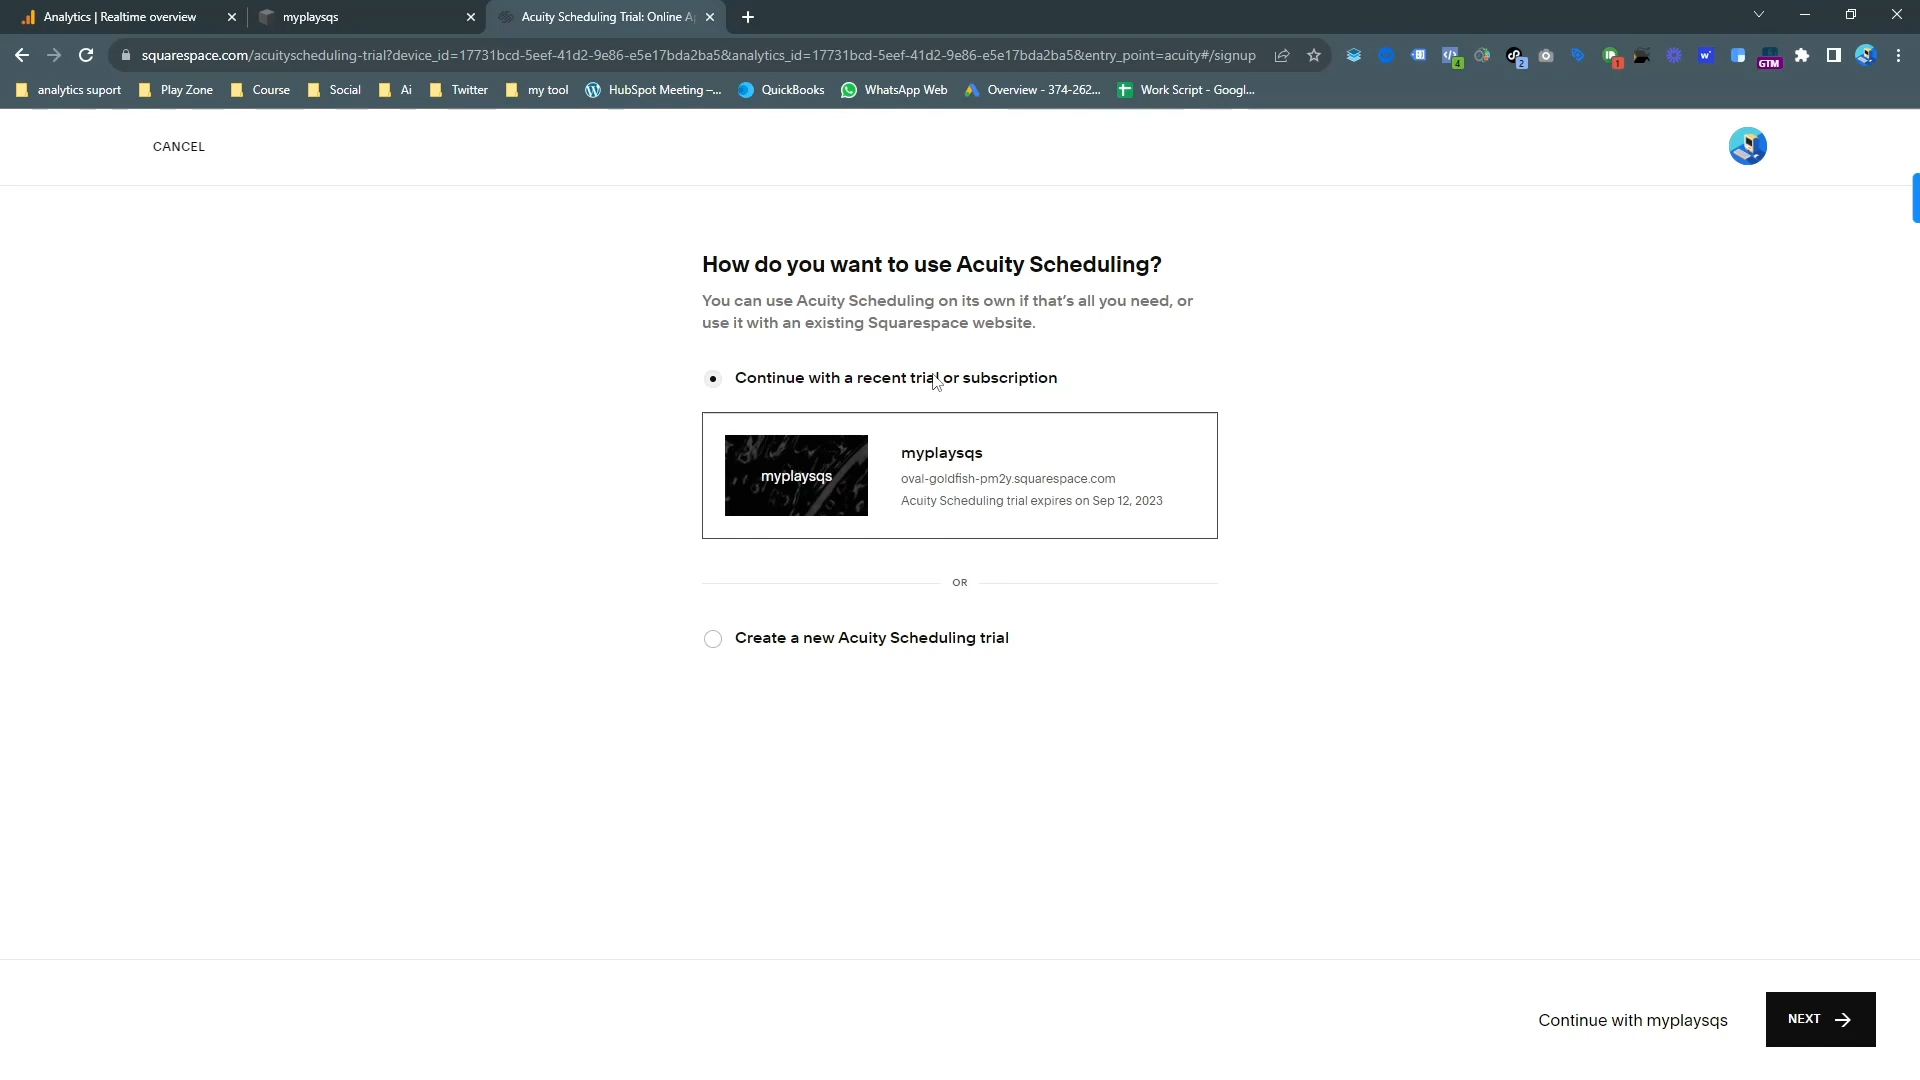 Analytics | Realtime overview
myplaysqs
Acuity Scheduling Trial: Online A
squarespace.com/acuityscheduling-trial?device_id=17731bcd-5eef-41d2-9e86-e5e17bda2ba5&analytics_id=17731bcd-5eef-41d2-9e86-e5e17bda2ba5&entry_point=acuity#/signup
4
2
1
GTM
analytics suport
Play Zone
Course
Social
Ai
Twitter
my tool
HubSpot Meeting –...
QuickBooks
WhatsApp Web
Overview - 374-262...
Work Script - Googl...
CANCEL
How do you want to use Acuity Scheduling?
You can use Acuity Scheduling on its own if that's all you need, or
use it with an existing Squarespace website.
Continue with a recent trial or subscription
myplaysqs
myplaysqs
oval-goldfish-pm2y.squarespace.com
Acuity Scheduling trial expires on Sep 12, 2023
OR
Create a new Acuity Scheduling trial
Continue with myplaysqs
NEXT